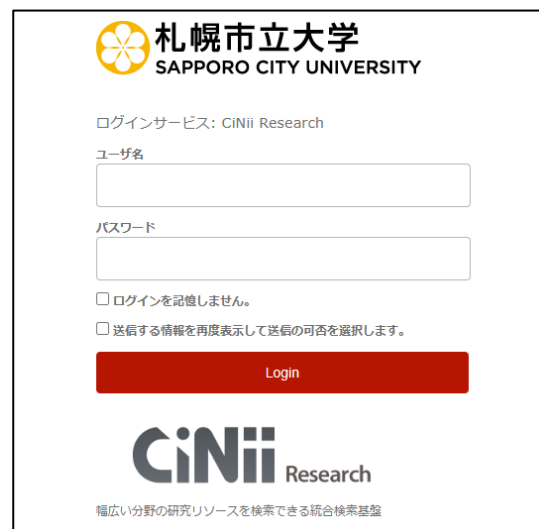 札幌市立大学
SAPPORO CITY UNIVERSITY
ログインサービス: CiNii Research
ユーザ名
パスワード
ログインを記憶しません。
送信する情報を再度表示して送信の可否を選択します。
Login
CiNii Research
幅広い分野の研究リソースを検索できる統合検索基盤